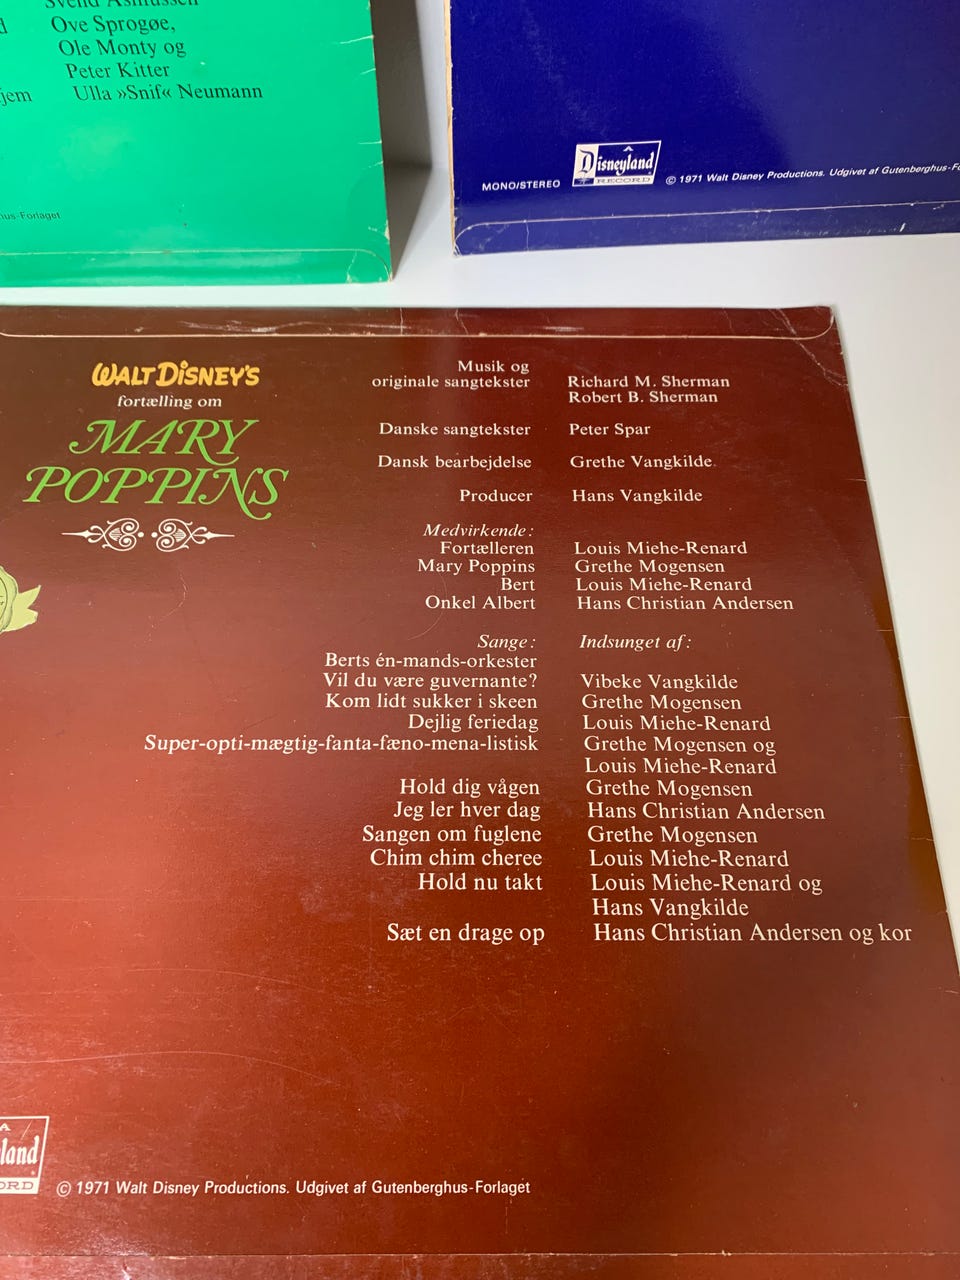 Ove Sprogøe,
Ole Monty og
Peter Kitter
Ulla »Snif« Neumann
Disneyland
RECORD
MONO/STEREO
© 1971 Walt Disney Productions. Udgivet af Gutenberghus-Fo
hus-Forlaget
WALT DISNEY'S
fortælling om
MARY
POPPINS
Musik og
originale sangtekster Richard M. Sherman
Robert B. Sherman
Danske sangtekster Peter Spar
Dansk bearbejdelse Grethe Vangkilde
Producer Hans Vangkilde
Medvirkende:
Fortælleren Louis Miehe-Renard
Mary Poppins Grethe Mogensen
Bert Louis Miehe-Renard
Onkel Albert Hans Christian Andersen
Sange: Indsunget af:
Berts én-mands-orkester
Vil du være guvernante? Vibeke Vangkilde
Kom lidt sukker i skeen Grethe Mogensen
Dejlig feriedag Louis Miehe-Renard
Super-opti-mægtig-fanta-fæno-mena-listisk Grethe Mogensen og
Louis Miehe-Renard
Hold dig vågen Grethe Mogensen
Jeg ler hver dag Hans Christian Andersen
Sangen om fuglene Grethe Mogensen
Chim chim cheree Louis Miehe-Renard
Hold nu takt Louis Miehe-Renard og
Hans Vangkilde
Sæt en drage op Hans Christian Andersen og kor
land
ORD
© 1971 Walt Disney Productions. Udgivet af Gutenberghus-Forlaget